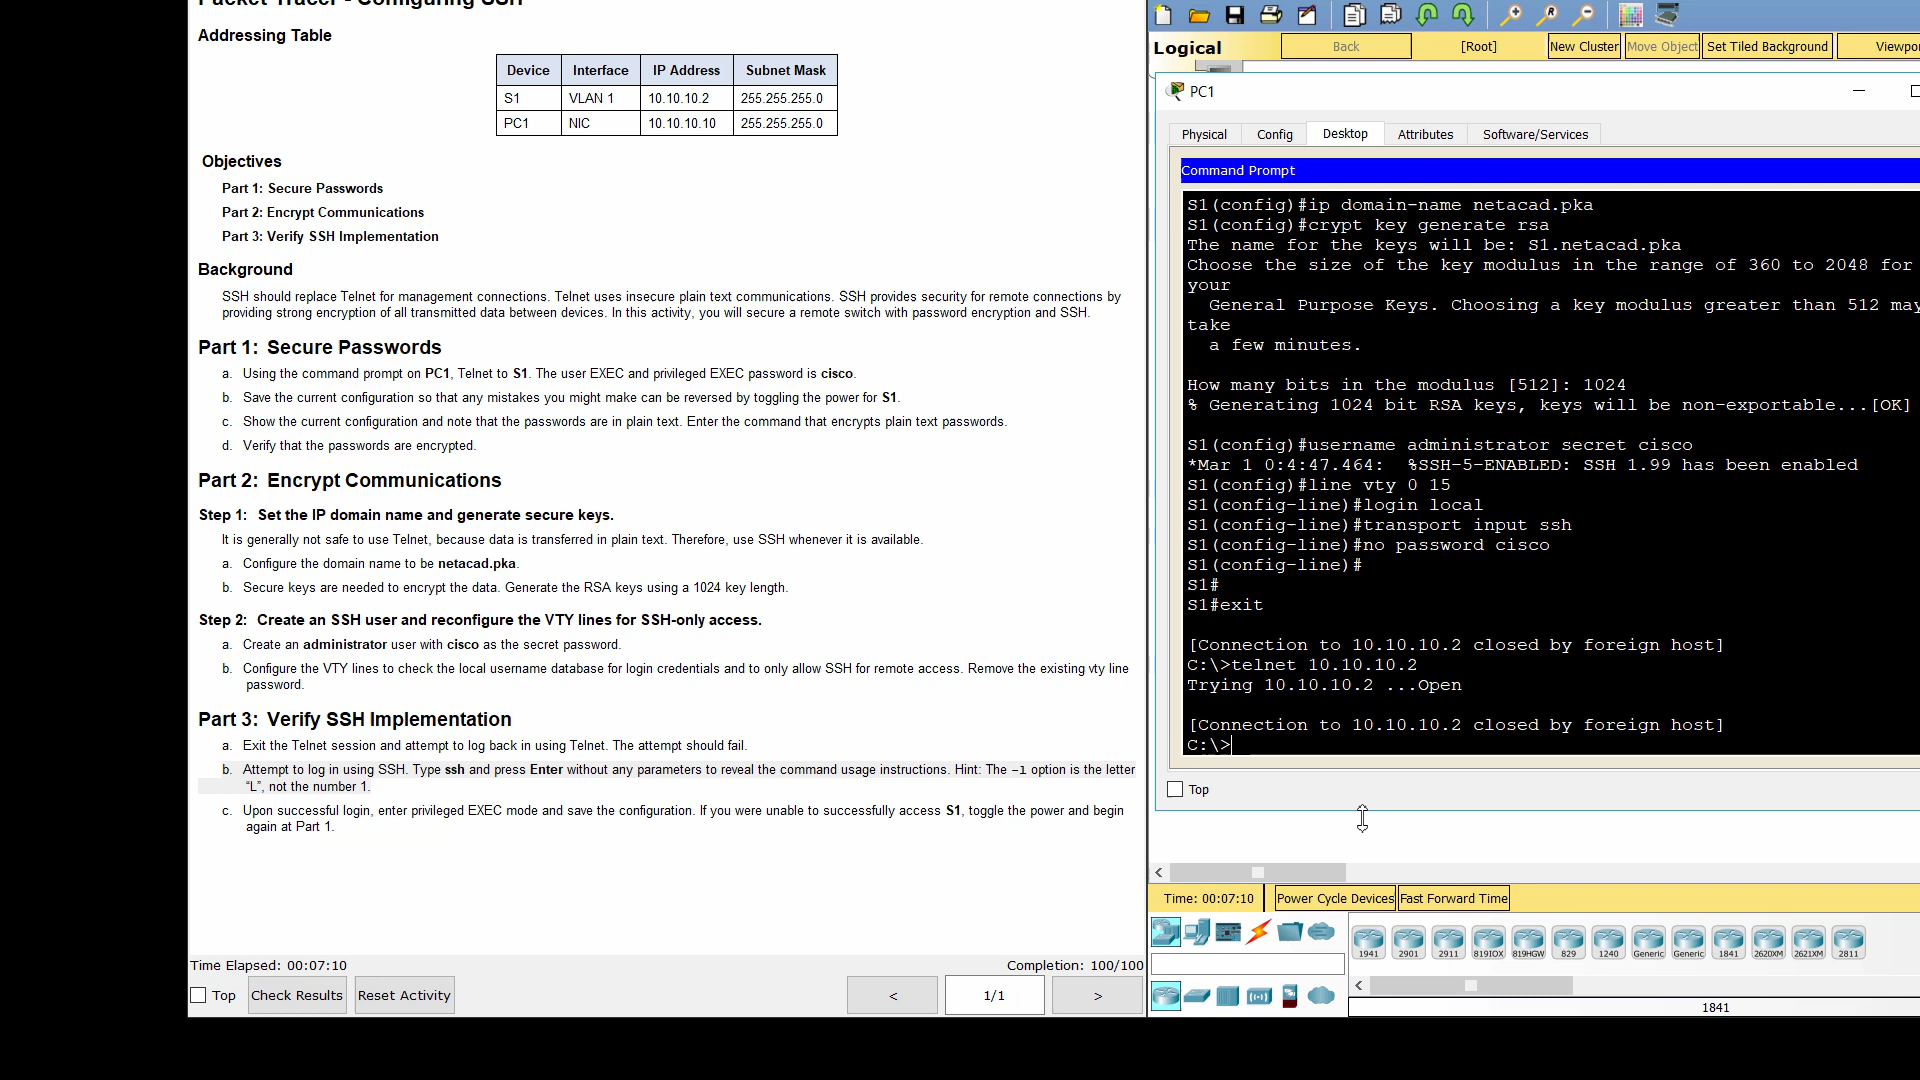 Packet Tracer - Configuring SSH
Addressing Table
Device Interface IP Address Subnet Mask
S1 VLAN 1 10.10.10.2 255.255.255.0
PC1 NIC 10.10.10.10 255.255.255.0
Objectives
Part 1: Secure Passwords
Part 2: Encrypt Communications
Part 3: Verify SSH Implementation
Background
SSH should replace Telnet for management connections. Telnet uses insecure plain text communications. SSH provides security for remote connections by
providing strong encryption of all transmitted data between devices. In this activity, you will secure a remote switch with password encryption and SSH.
Part 1: Secure Passwords
a. Using the command prompt on PC1, Telnet to S1. The user EXEC and privileged EXEC password is cisco.
b. Save the current configuration so that any mistakes you might make can be reversed by toggling the power for S1.
c. Show the current configuration and note that the passwords are in plain text. Enter the command that encrypts plain text passwords.
d. Verify that the passwords are encrypted.
Part 2: Encrypt Communications
Step 1: Set the IP domain name and generate secure keys.
It is generally not safe to use Telnet, because data is transferred in plain text. Therefore, use SSH whenever it is available.
a. Configure the domain name to be netacad.pka.
b. Secure keys are needed to encrypt the data. Generate the RSA keys using a 1024 key length.
Step 2: Create an SSH user and reconfigure the VTY lines for SSH-only access.
a. Create an administrator user with cisco as the secret password.
b. Configure the VTY lines to check the local username database for login credentials and to only allow SSH for remote access. Remove the existing vty line
password.
Part 3: Verify SSH Implementation
a. Exit the Telnet session and attempt to log back in using Telnet. The attempt should fail.
b. Attempt to log in using SSH. Type ssh and press Enter without any parameters to reveal the command usage instructions. Hint: The -l option is the letter
“L”, not the number 1.
c. Upon successful login, enter privileged EXEC mode and save the configuration. If you were unable to successfully access S1, toggle the power and begin
again at Part 1.
Time Elapsed: 00:07:10 Completion: 100/100
Top Check Results Reset Activity < 1/1 >
Logical Back [Root] New Cluster Move Object Set Tiled Background Viewpo
PC1
Physical Config Desktop Attributes Software/Services
Command Prompt
S1(config)#ip domain-name netacad.pka
S1(config)#crypt key generate rsa
The name for the keys will be: S1.netacad.pka
Choose the size of the key modulus in the range of 360 to 2048 for
your
General Purpose Keys. Choosing a key modulus greater than 512 may
take
a few minutes.
How many bits in the modulus [512]: 1024
% Generating 1024 bit RSA keys, keys will be non-exportable...[OK]
S1(config)#username administrator secret cisco
*Mar 1 0:4:47.464: %SSH-5-ENABLED: SSH 1.99 has been enabled
S1(config)#line vty 0 15
S1(config-line)#login local
S1(config-line)#transport input ssh
S1(config-line)#no password cisco
S1(config-line)#
S1#
S1#exit
[Connection to 10.10.10.2 closed by foreign host]
C:\>telnet 10.10.10.2
Trying 10.10.10.2 ...Open
[Connection to 10.10.10.2 closed by foreign host]
C:\>
Top
Time: 00:07:10 Power Cycle Devices Fast Forward Time
1941 2901 2911 819IOX 819HGW 829 1240 Generic Generic 1841 2620XM 2621XM 2811
1841